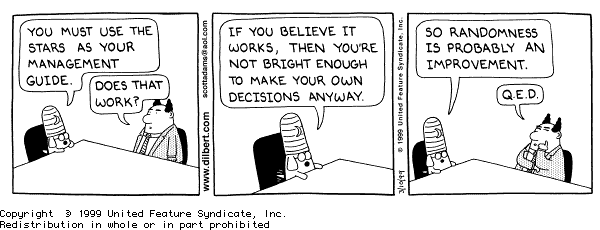 YOU MUST USE THE
STARS AS YOUR
MANAGEMENT
GUIDE.
DOES THAT
WORK?
www.dilbert.com
scottadams@aol.com
IF YOU BELIEVE IT
WORKS, THEN YOU'RE
NOT BRIGHT ENOUGH
TO MAKE YOUR OWN
DECISIONS ANYWAY.
3/10/99 © 1999 United Feature Syndicate, Inc.
SO RANDOMNESS
IS PROBABLY AN
IMPROVEMENT.
Q.E.D.
Copyright © 1999 United Feature Syndicate, Inc.
Redistribution in whole or in part prohibited